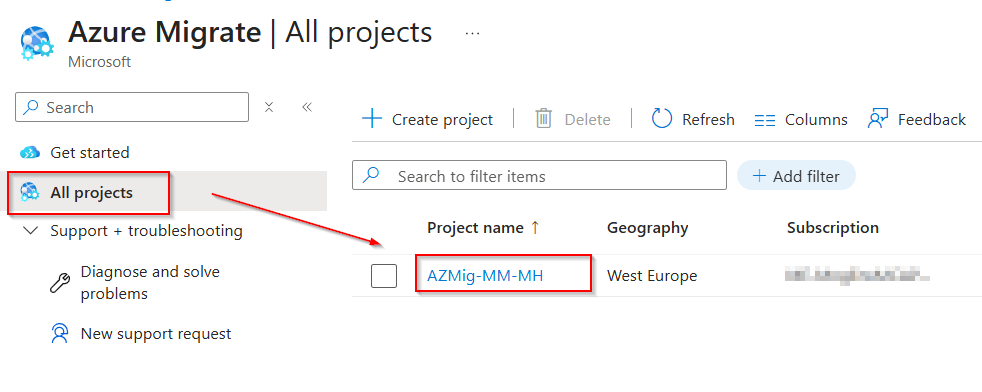 Azure Migrate | All projects ...
Microsoft
Search
Get started
All projects
Support + troubleshooting
Diagnose and solve
problems
New support request
Create project
Delete
Refresh
Columns
Feedback
Search to filter items
Add filter
Project name ↑
Geography
Subscription
AZMig-MM-MH
West Europe